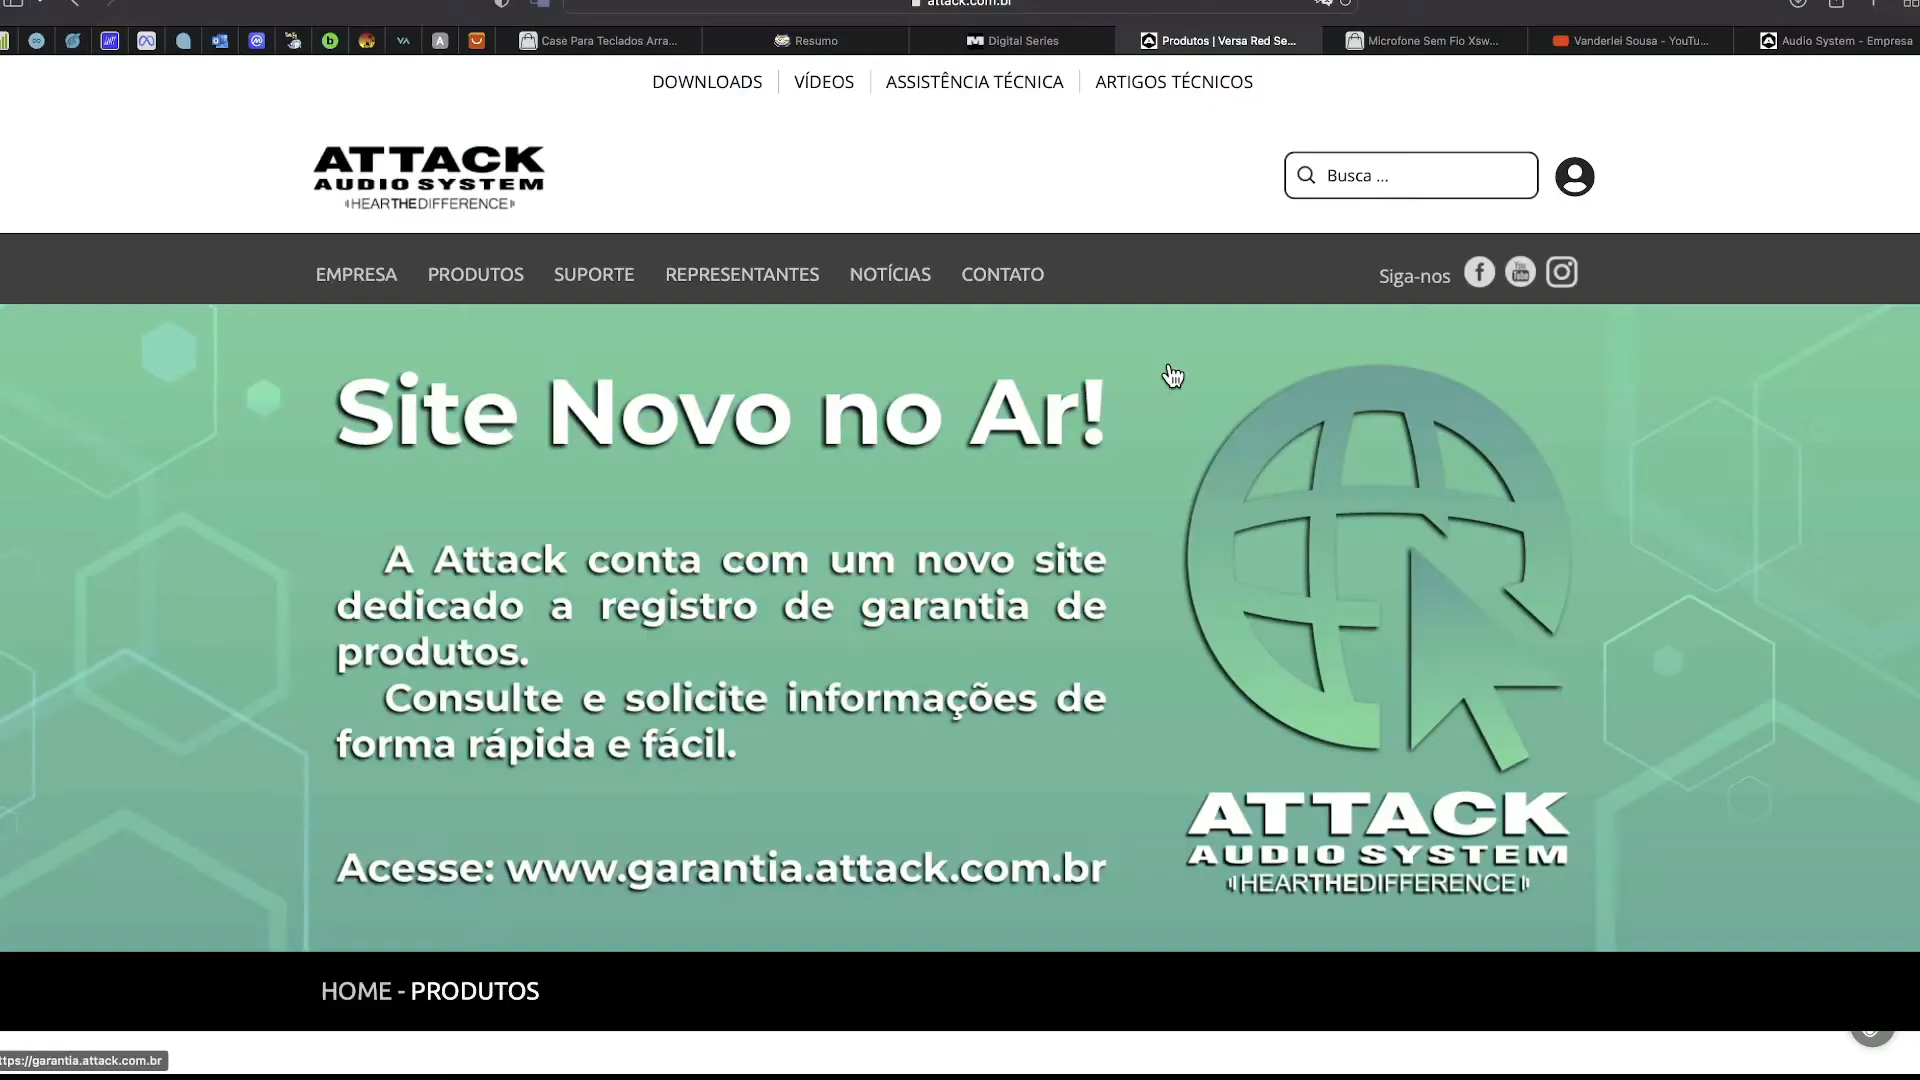 attack.com.br
Case Para Teclados Arra...
Resumo
Digital Series
Produtos | Versa Red Se...
Microfone Sem Fio Xsw...
Vanderlei Sousa - YouTu...
Audio System - Empresa
DOWNLOADS
VÍDEOS
ASSISTÊNCIA TÉCNICA
ARTIGOS TÉCNICOS
ATTACK
AUDIO SYSTEM
HEARTHEDIFFERENCE
Busca ...
EMPRESA
PRODUTOS
SUPORTE
REPRESENTANTES
NOTÍCIAS
CONTATO
Siga-nos
Site Novo no Ar!
A Attack conta com um novo site
dedicado a registro de garantia de
produtos.
Consulte e solicite informações de
forma rápida e fácil.
Acesse: www.garantia.attack.com.br
ATTACK
AUDIO SYSTEM
HEARTHEDIFFERENCE
HOME - PRODUTOS
ttps://garantia.attack.com.br